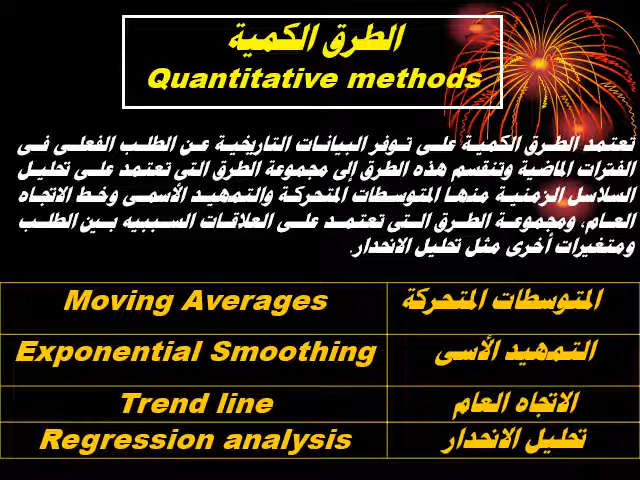 الطرق الكمية
Quantitative methods
تعتمد الطرق الكمية على توفر البيانات التاريخية عن الطلب الفعلى فى
الفترات الماضية وتنقسم هذه الطرق إلى مجموعة الطرق التي تعتمد على تحليل
السلاسل الزمنية منها المتوسطات المتحركة والتمهيد الأسمى وخط الاتجاه
العام، ومجموعة الطرق التى تعتمد على العلاقات السببيه بين الطلب
ومتغيرات أخرى مثل تحليل الانحدار.
المتوسطات المتحركة Moving Averages
التمهيد الأسى Exponential Smoothing
الاتجاه العام Trend line
تحليل الانحدار Regression analysis